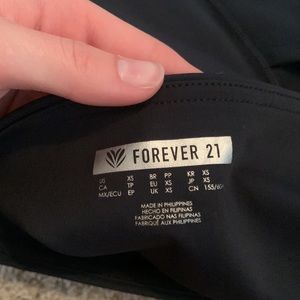 FOREVER 21
US XS BR PP KR XS
CA TP EU XS JP XS
MX/ECU EP UK XS CN 155/60
MADE IN PHILIPPINES
HECHO EN FILIPINAS
FABRICADO NAS FILIPINAS
FABRIQUÉ AUX PHILIPPINES